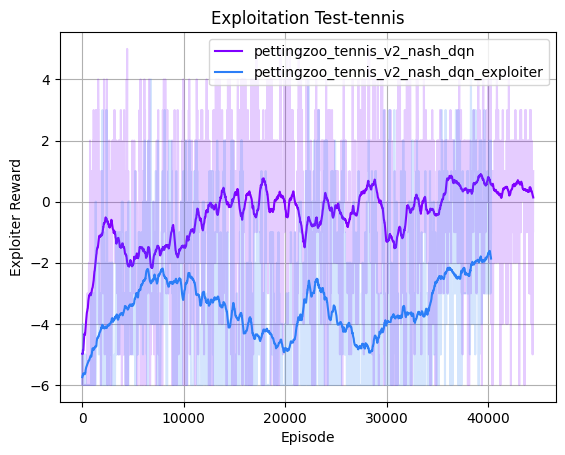 Exploitation Test-tennis
pettingzoo_tennis_v2_nash_dqn
pettingzoo_tennis_v2_nash_dqn_exploiter
Exploiter Reward
4
2
0
−2
−4
−6
0 10000 20000 30000 40000
Episode